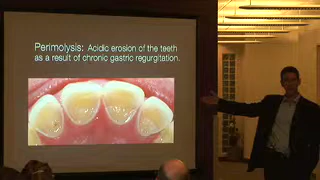 Perimolysis: Acidic erosion of the teeth
as a result of chronic gastric regurgitation.